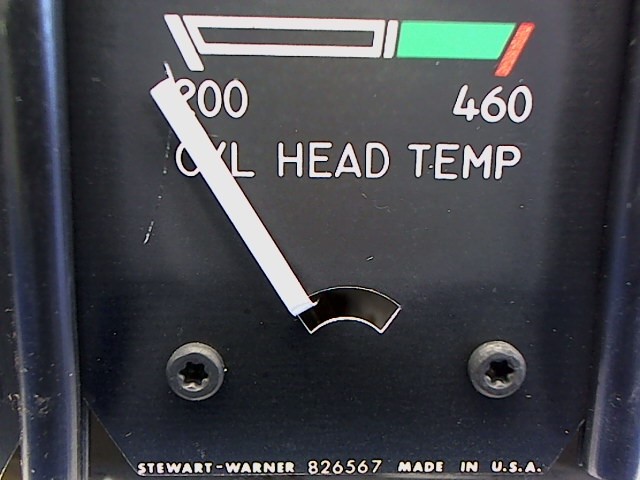 200 460
CYL HEAD TEMP
STEWART-WARNER 826567 MADE IN U.S.A.